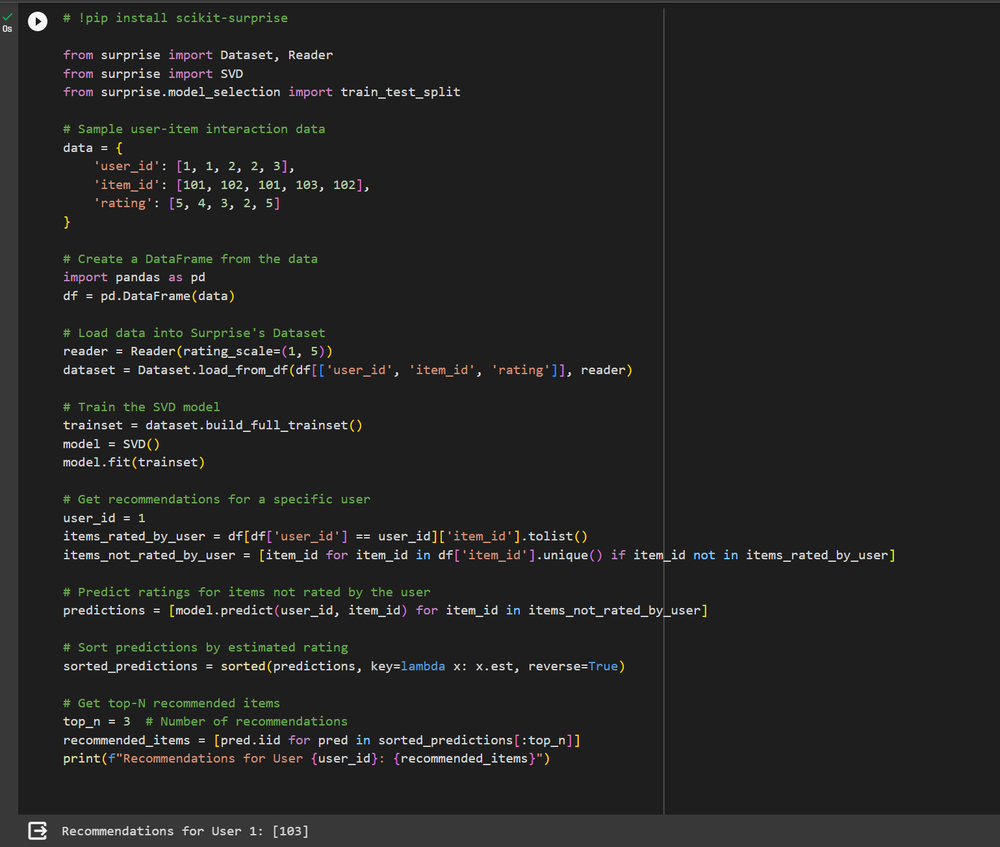 # !pip install scikit-surprise
0s
from surprise import Dataset, Reader
from surprise import SVD
from surprise.model_selection import train_test_split
# Sample user-item interaction data
data = {
    'user_id': [1, 1, 2, 2, 3],
    'item_id': [101, 102, 101, 103, 102],
    'rating': [5, 4, 3, 2, 5]
}
# Create a DataFrame from the data
import pandas as pd
df = pd.DataFrame(data)
# Load data into Surprise's Dataset
reader = Reader(rating_scale=(1, 5))
dataset = Dataset.load_from_df(df[['user_id', 'item_id', 'rating']], reader)
# Train the SVD model
trainset = dataset.build_full_trainset()
model = SVD()
model.fit(trainset)
# Get recommendations for a specific user
user_id = 1
items_rated_by_user = df[df['user_id'] == user_id]['item_id'].tolist()
items_not_rated_by_user = [item_id for item_id in df['item_id'].unique() if item_id not in items_rated_by_user]
# Predict ratings for items not rated by the user
predictions = [model.predict(user_id, item_id) for item_id in items_not_rated_by_user]
# Sort predictions by estimated rating
sorted_predictions = sorted(predictions, key=lambda x: x.est, reverse=True)
# Get top-N recommended items
top_n = 3  # Number of recommendations
recommended_items = [pred.iid for pred in sorted_predictions[:top_n]]
print(f"Recommendations for User {user_id}: {recommended_items}")
Recommendations for User 1: [103]